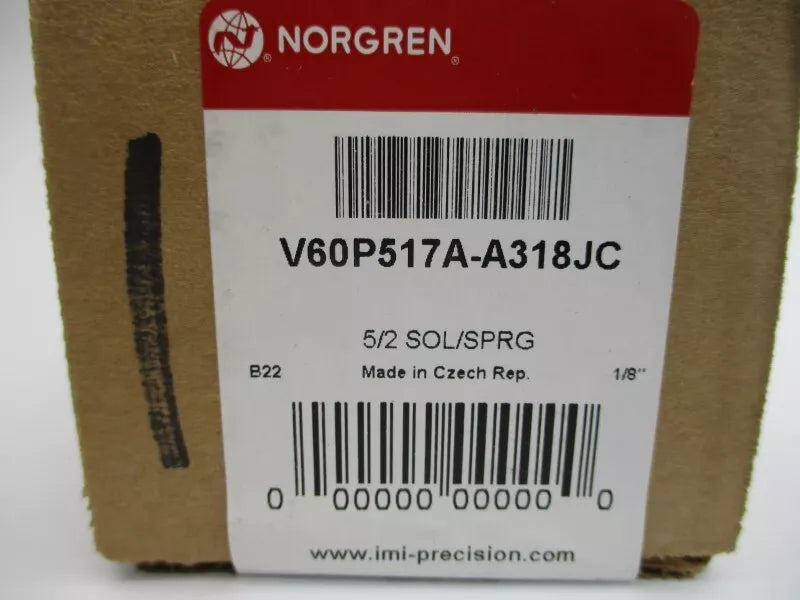 NORGREN®
V60P517A-A318JC
5/2 SOL/SPRG
B22 Made in Czech Rep. 1/8"
0 00000 00000 0
www.imi-precision.com